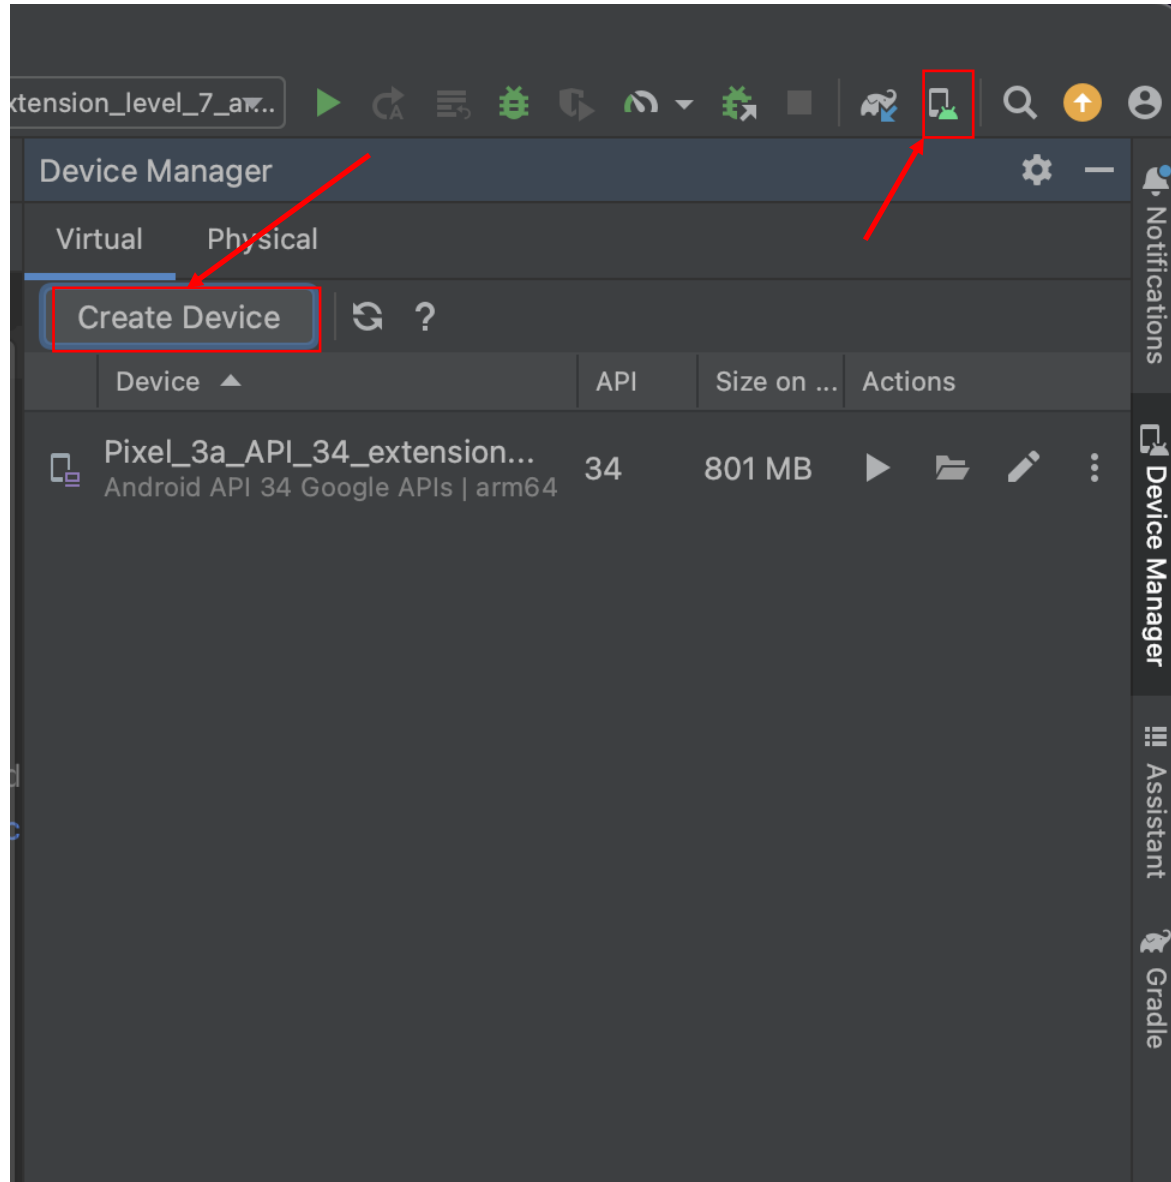 xtension_level_7_ar...
Device Manager
Virtual Physical
Create Device ?
Device API Size on ... Actions
Pixel_3a_API_34_extension... 34 801 MB
Android API 34 Google APIs | arm64
Notifications
Device Manager
Assistant
Gradle
d
c